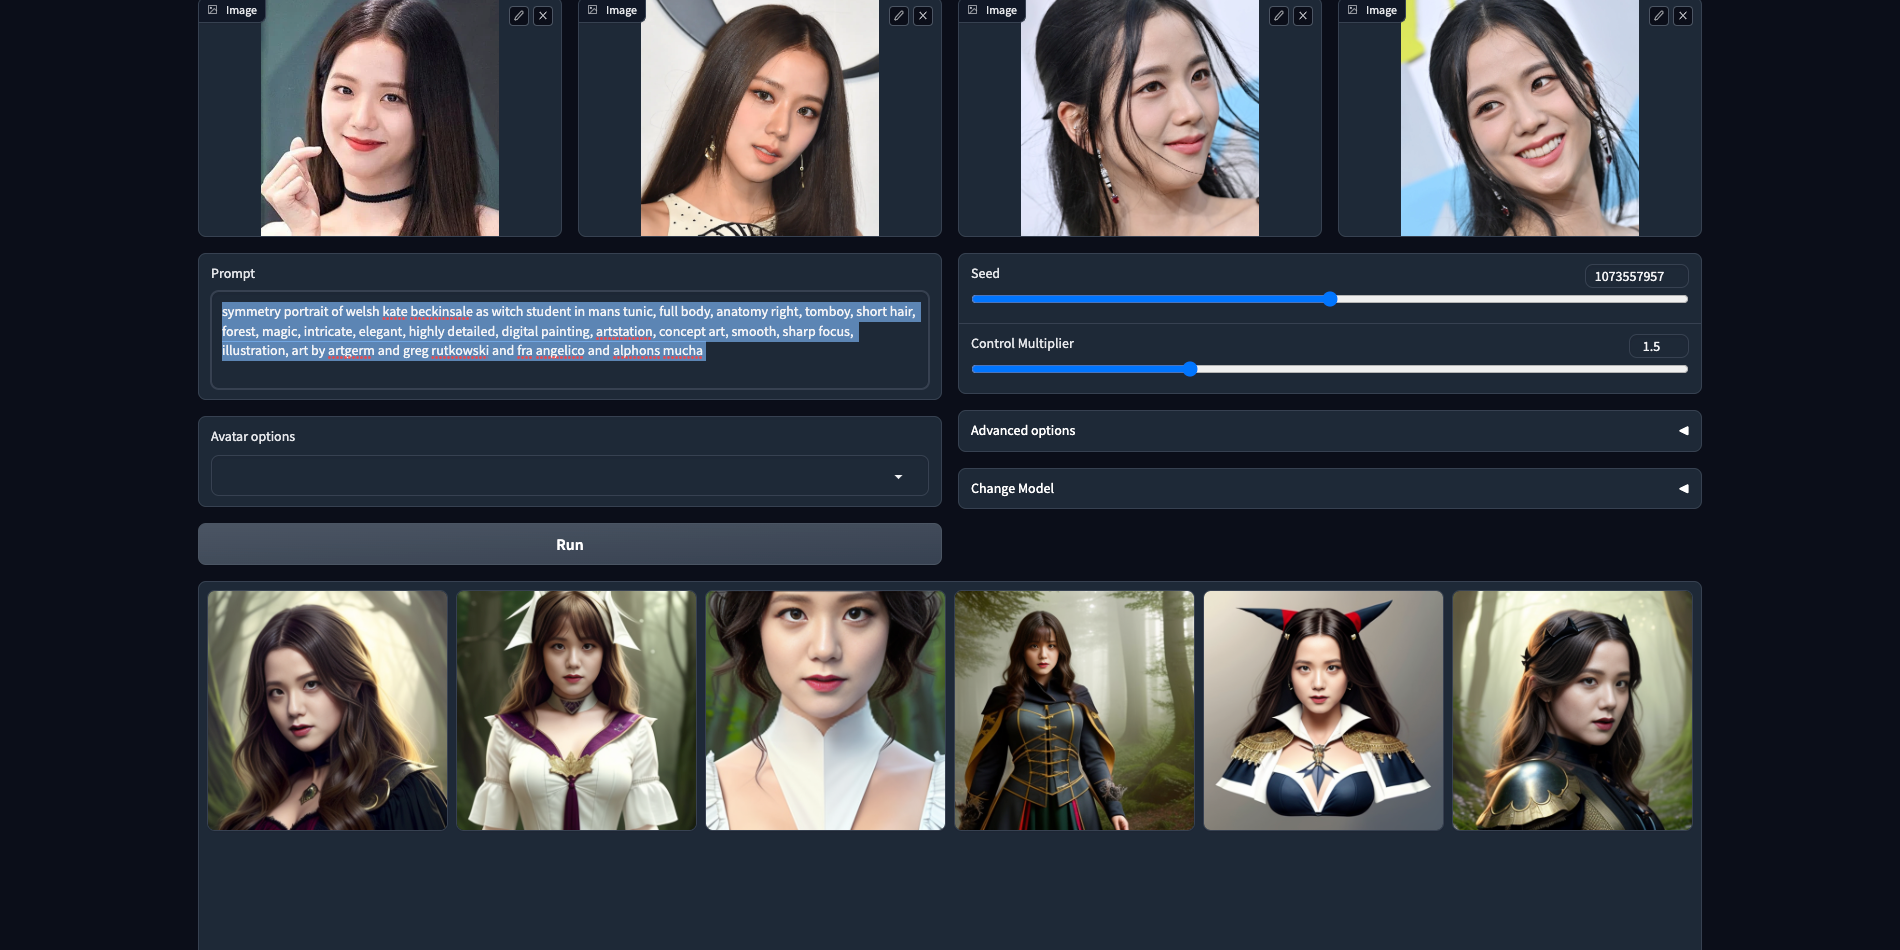 Image
Image
Image
Image
Prompt
symmetry portrait of welsh kate beckinsale as witch student in mans tunic, full body, anatomy right, tomboy, short hair,
forest, magic, intricate, elegant, highly detailed, digital painting, artstation, concept art, smooth, sharp focus,
illustration, art by artgerm and greg rutkowski and fra angelico and alphons mucha
Seed
1073557957
Control Multiplier
1.5
Avatar options
Advanced options
Change Model
Run